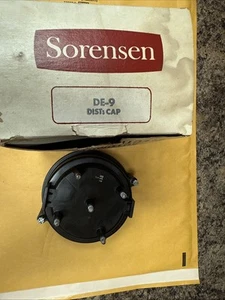 Sorensen
DE-9
DIST: CAP